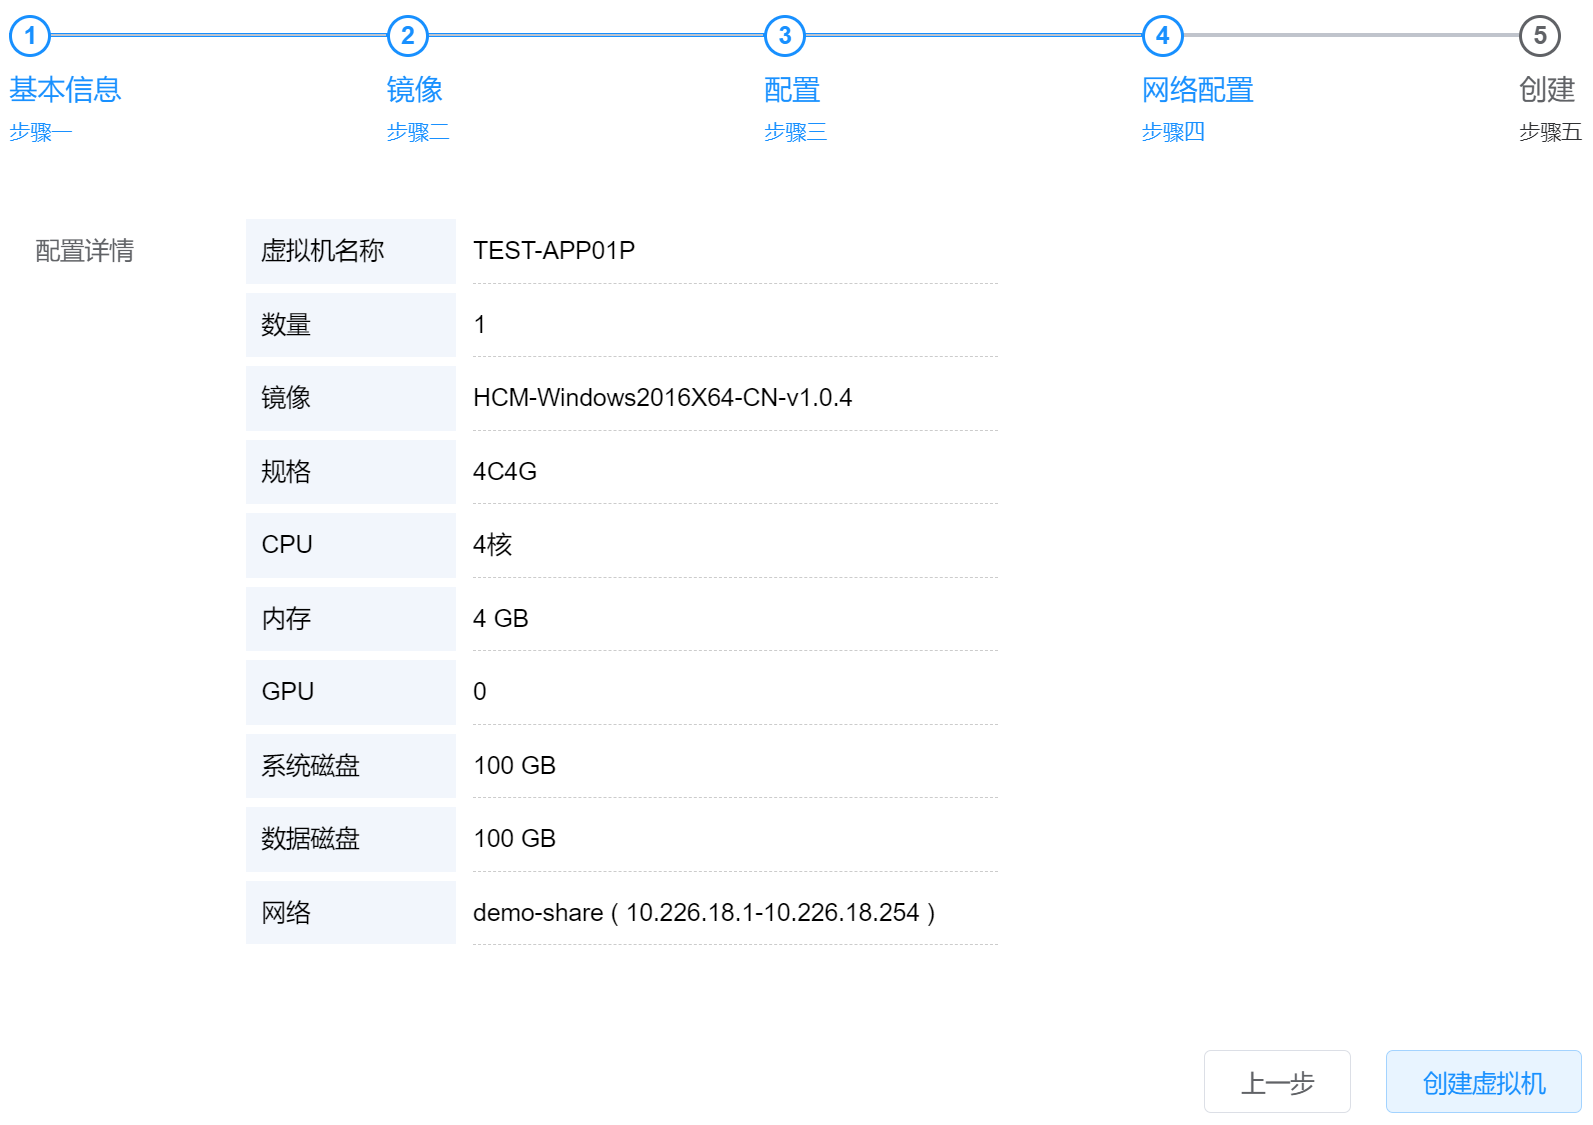 1 2 3 4 5
基本信息 镜像 配置 网络配置 创建
步骤一 步骤二 步骤三 步骤四 步骤五
配置详情
虚拟机名称 TEST-APP01P
数量 1
镜像 HCM-Windows2016X64-CN-v1.0.4
规格 4C4G
CPU 4核
内存 4 GB
GPU 0
系统磁盘 100 GB
数据磁盘 100 GB
网络 demo-share ( 10.226.18.1-10.226.18.254 )
上一步 创建虚拟机